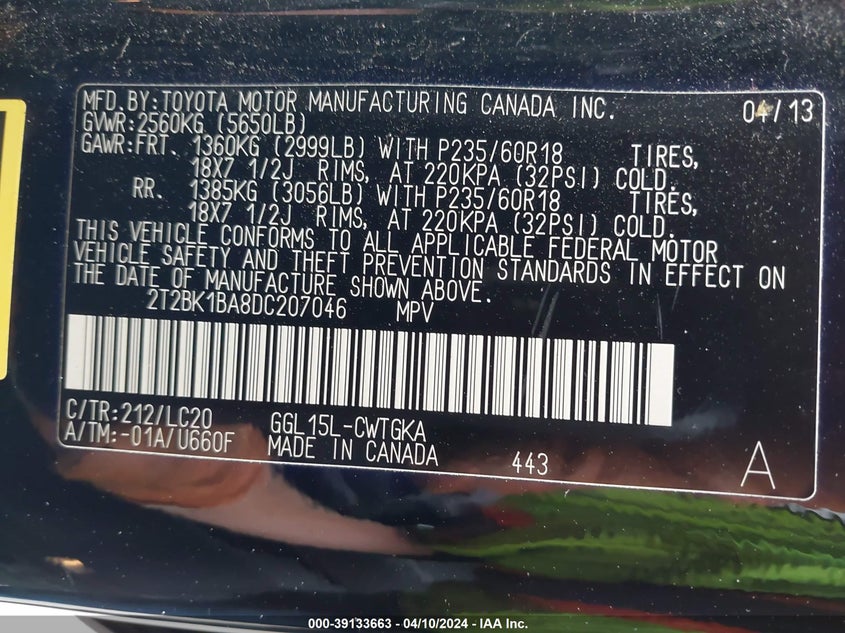 MFD.BY:TOYOTA MOTOR MANUFACTURING CANADA INC. 04/13
GVWR:2560KG (5650LB)
GAWR:FRT. 1360KG (2999LB) WITH P235/60R18 TIRES,
18X7 1/2J RIMS, AT 220KPA (32PSI) COLD.
RR. 1385KG (3056LB) WITH P235/60R18 TIRES,
18X7 1/2J RIMS, AT 220KPA (32PSI) COLD.
THIS VEHICLE CONFORMS TO ALL APPLICABLE FEDERAL MOTOR
VEHICLE SAFETY AND THEFT PREVENTION STANDARDS IN EFFECT ON
THE DATE OF MANUFACTURE SHOWN ABOVE.
2T2BK1BA8DC207046 MPV
C/TR:212/LC20 GGL15L-CWTGKA
A/TM:-01A/U660F MADE IN CANADA 443 A
000-39133663 - 04/10/2024 - IAA Inc.